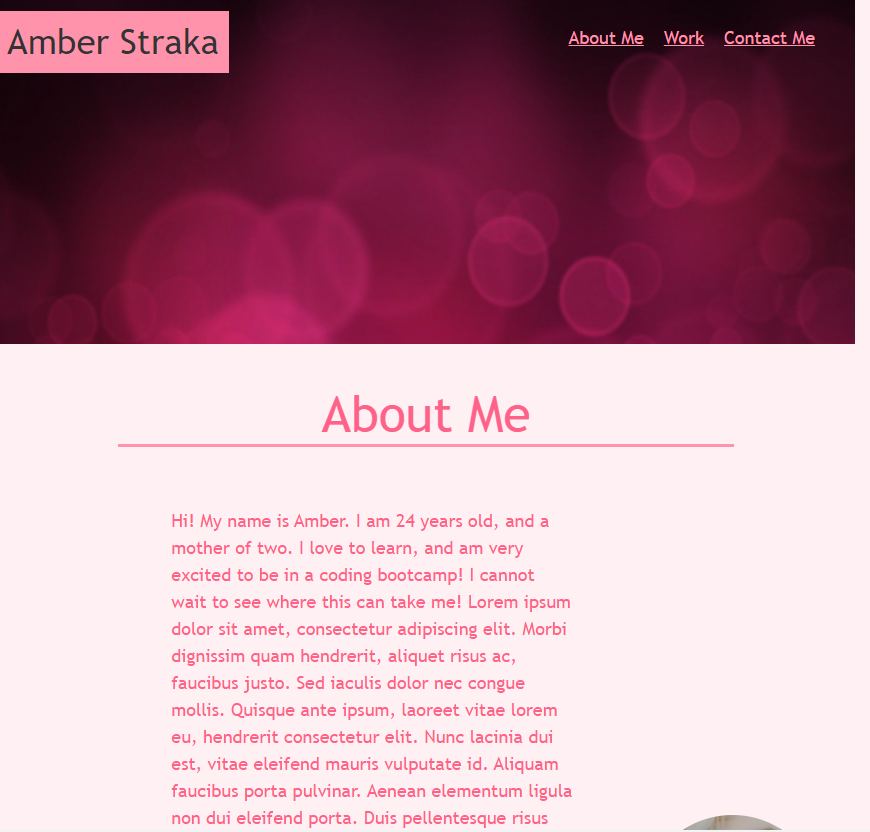 Amber Straka
About Me Work Contact Me
About Me
Hi! My name is Amber. I am 24 years old, and a
mother of two. I love to learn, and am very
excited to be in a coding bootcamp! I cannot
wait to see where this can take me! Lorem ipsum
dolor sit amet, consectetur adipiscing elit. Morbi
dignissim quam hendrerit, aliquet risus ac,
faucibus justo. Sed iaculis dolor nec congue
mollis. Quisque ante ipsum, laoreet vitae lorem
eu, hendrerit consectetur elit. Nunc lacinia dui
est, vitae eleifend mauris vulputate id. Aliquam
faucibus porta pulvinar. Aenean elementum ligula
non dui eleifend porta. Duis pellentesque risus